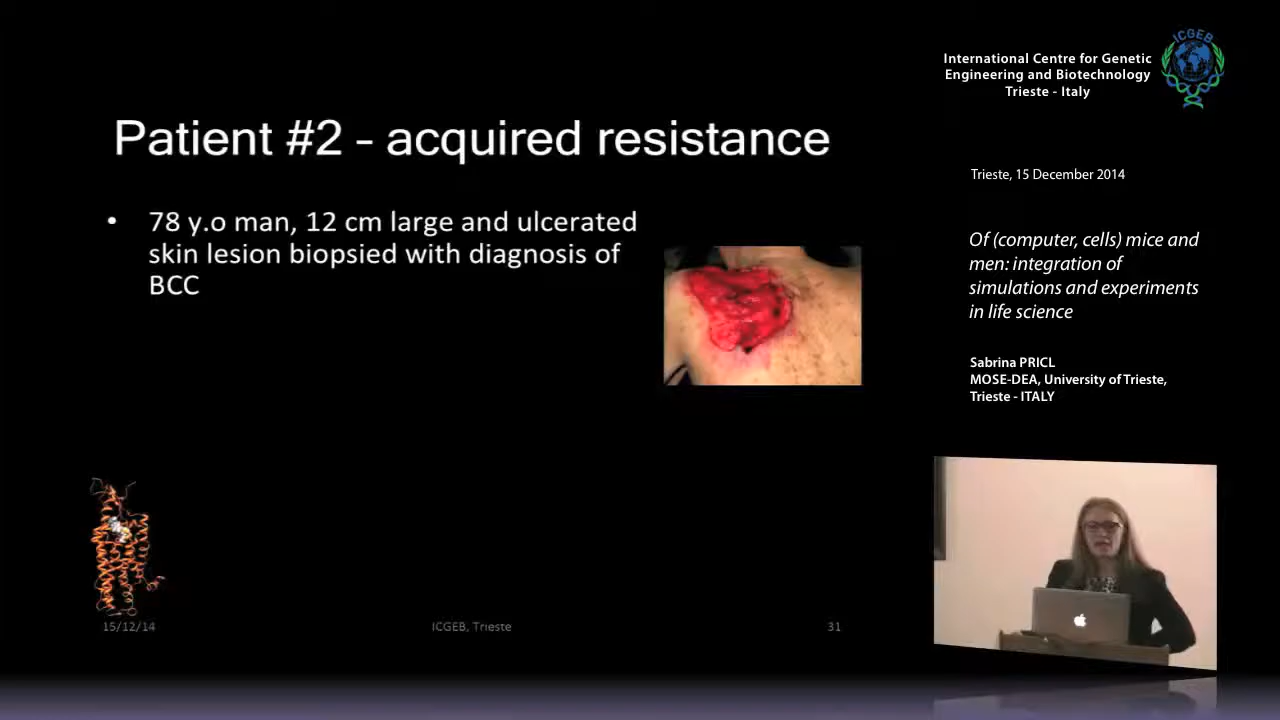 ICGEB
International Centre for Genetic
Engineering and Biotechnology
Trieste - Italy
Patient #2 – acquired resistance
Trieste, 15 December 2014
• 78 y.o man, 12 cm large and ulcerated
skin lesion biopsied with diagnosis of
BCC
Of (computer, cells) mice and
men: integration of
simulations and experiments
in life science
Sabrina PRICL
MOSE-DEA, University of Trieste,
Trieste - ITALY
15/12/14
ICGEB, Trieste
31